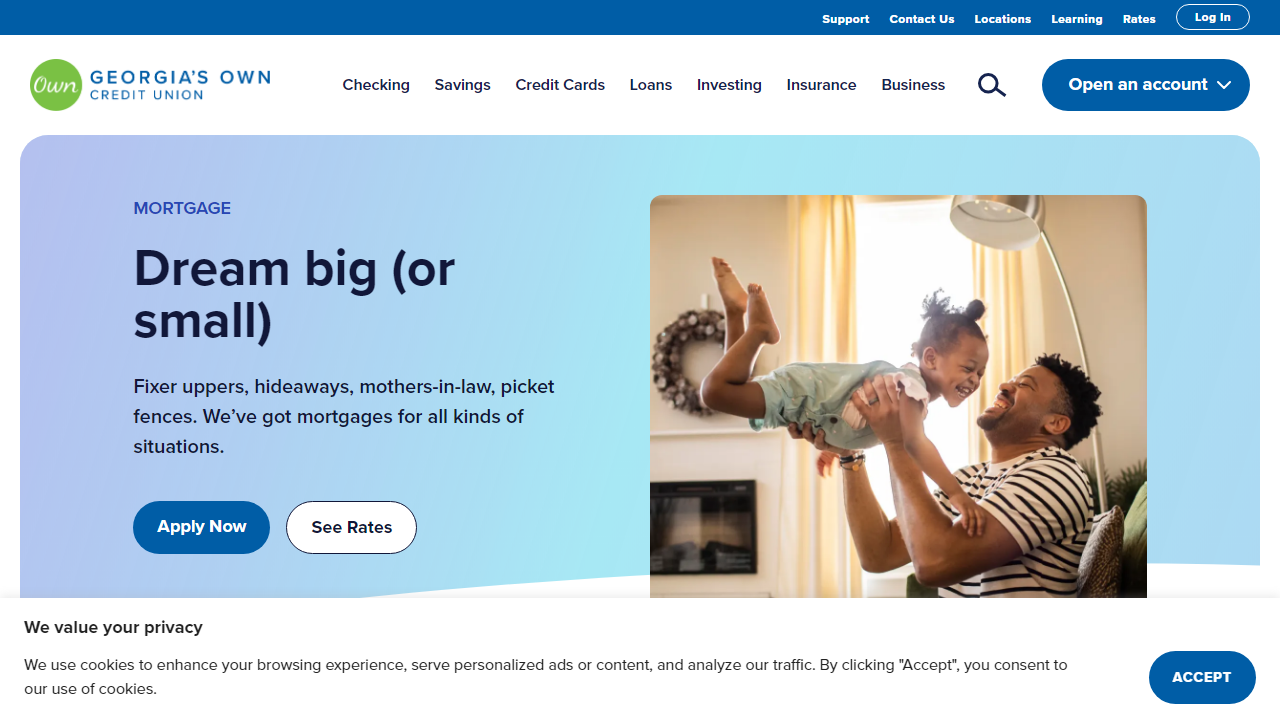 Support Contact Us Locations Learning Rates Log In
Own GEORGIA'S OWN
CREDIT UNION
Checking Savings Credit Cards Loans Investing Insurance Business
Open an account
MORTGAGE
Dream big (or
small)
Fixer uppers, hideaways, mothers-in-law, picket
fences. We’ve got mortgages for all kinds of
situations.
Apply Now See Rates
We value your privacy
We use cookies to enhance your browsing experience, serve personalized ads or content, and analyze our traffic. By clicking "Accept", you consent to
our use of cookies.
ACCEPT